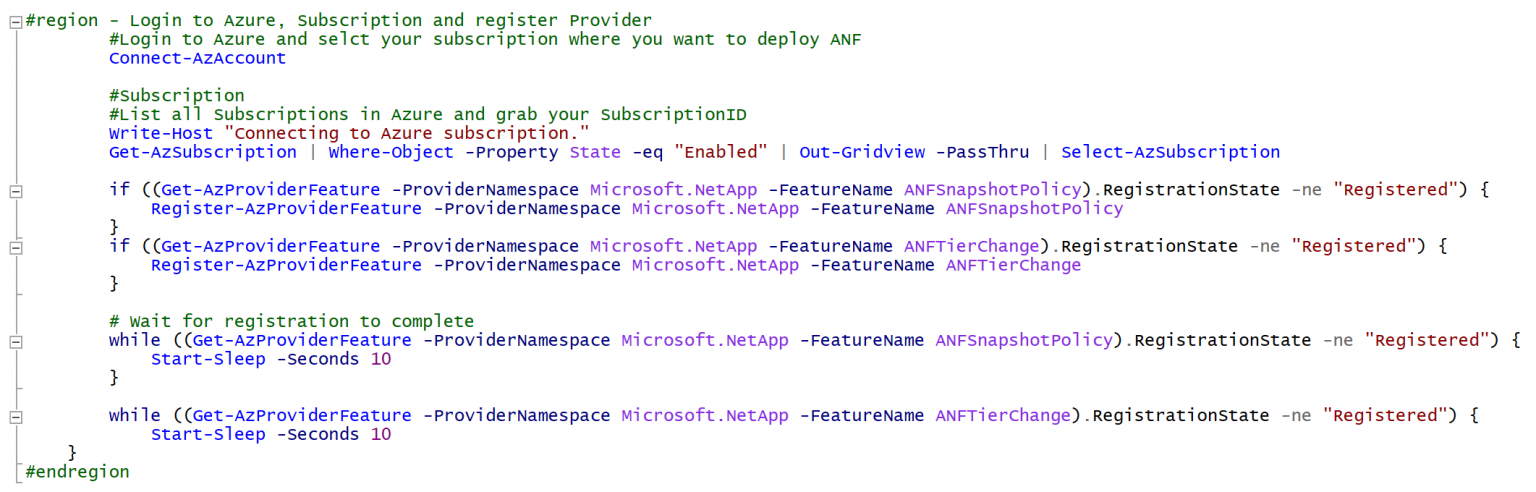 #region - Login to Azure, Subscription and register Provider
#Login to Azure and selct your subscription where you want to deploy ANF
Connect-AzAccount
#Subscription
#List all Subscriptions in Azure and grab your SubscriptionID
Write-Host "Connecting to Azure subscription."
Get-AzSubscription | Where-Object -Property State -eq "Enabled" | Out-Gridview -PassThru | Select-AzSubscription
if ((Get-AzProviderFeature -ProviderNamespace Microsoft.NetApp -FeatureName ANFSnapshotPolicy).RegistrationState -ne "Registered") {
Register-AzProviderFeature -ProviderNamespace Microsoft.NetApp -FeatureName ANFSnapshotPolicy
}
if ((Get-AzProviderFeature -ProviderNamespace Microsoft.NetApp -FeatureName ANFTierChange).RegistrationState -ne "Registered") {
Register-AzProviderFeature -ProviderNamespace Microsoft.NetApp -FeatureName ANFTierChange
}
# Wait for registration to complete
while ((Get-AzProviderFeature -ProviderNamespace Microsoft.NetApp -FeatureName ANFSnapshotPolicy).RegistrationState -ne "Registered") {
Start-Sleep -Seconds 10
}
while ((Get-AzProviderFeature -ProviderNamespace Microsoft.NetApp -FeatureName ANFTierChange).RegistrationState -ne "Registered") {
Start-Sleep -Seconds 10
}
#endregion